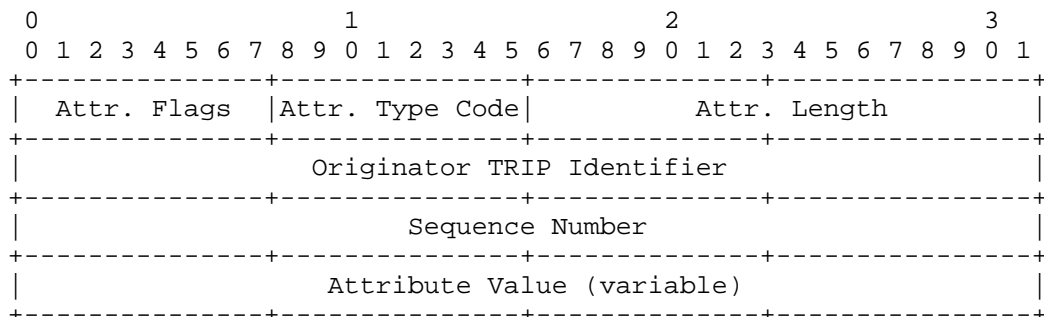 0                   1                   2                   3
0 1 2 3 4 5 6 7 8 9 0 1 2 3 4 5 6 7 8 9 0 1 2 3 4 5 6 7 8 9 0 1
+---------------+---------------+--------------+----------------+
|  Attr. Flags  |Attr. Type Code|          Attr. Length         |
+---------------+---------------+--------------+----------------+
|                  Originator TRIP Identifier                   |
+---------------+---------------+--------------+----------------+
|                        Sequence Number                        |
+---------------+---------------+--------------+----------------+
|                   Attribute Value (variable)                  |
+---------------+---------------+--------------+----------------+